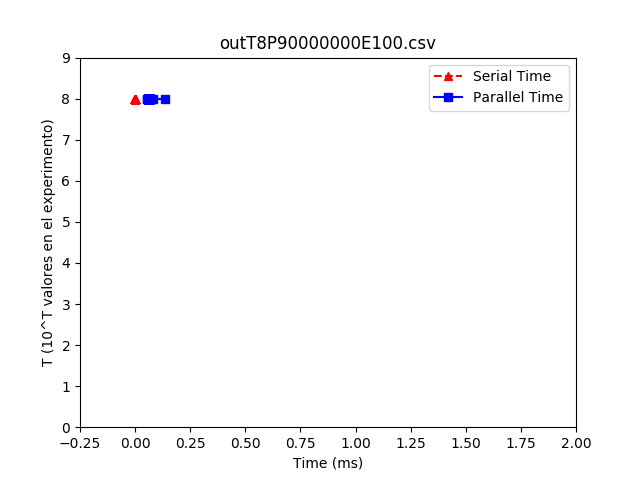 outT8P90000000E100.csv
Serial Time
Parallel Time
T (10^T valores en el experimento)
9
8
7
6
5
4
3
2
1
0
−0.25 0.00 0.25 0.50 0.75 1.00 1.25 1.50 1.75 2.00
Time (ms)